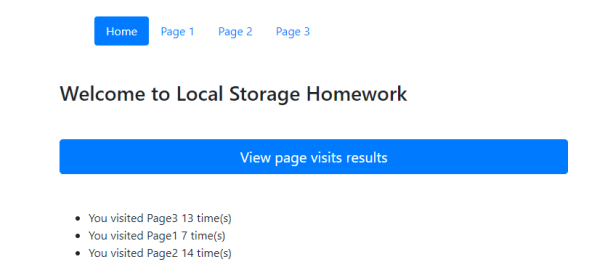 Home Page 1 Page 2 Page 3
Welcome to Local Storage Homework
View page visits results
You visited Page3 13 time(s)
You visited Page1 7 time(s)
You visited Page2 14 time(s)